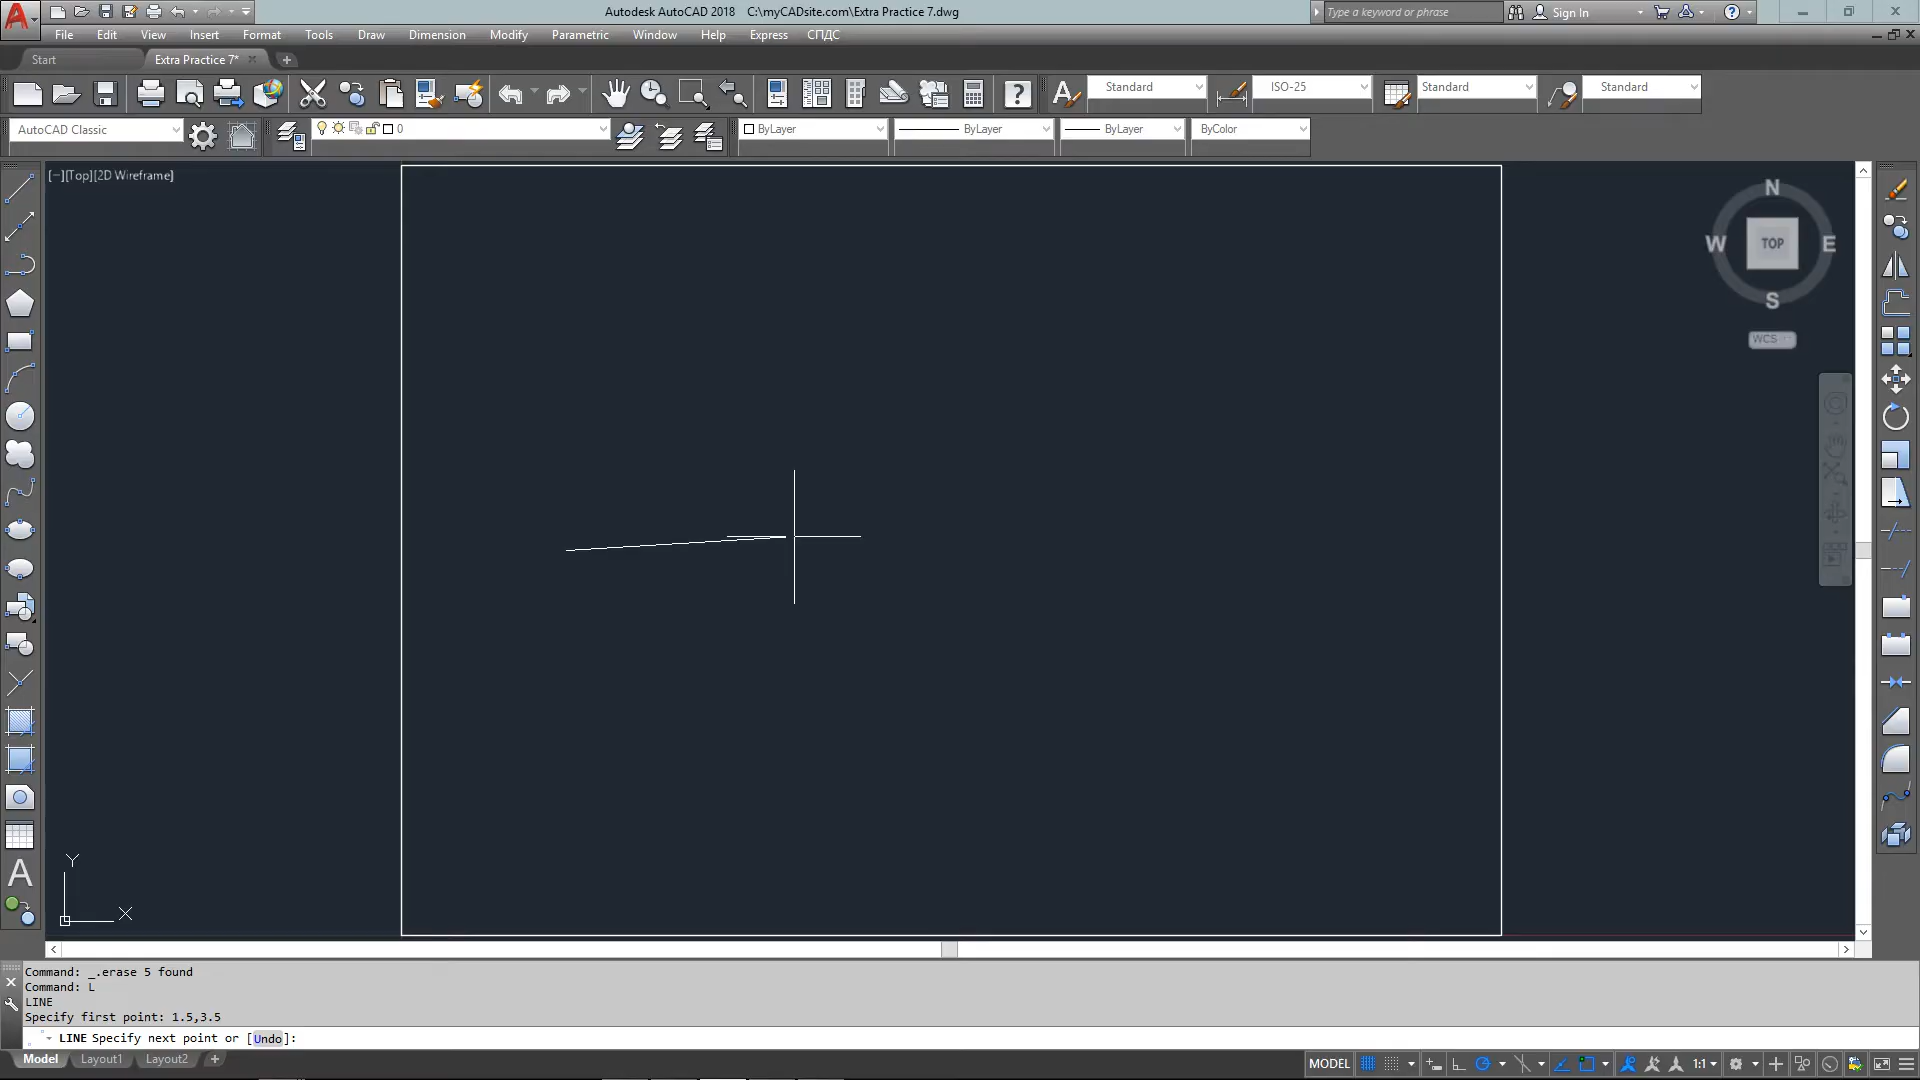 Autodesk AutoCAD 2018 C:\myCADsite.com\Extra Practice 7.dwg
Type a keyword or phrase
Sign In
File Edit View Insert Format Tools Draw Dimension Modify Parametric Window Help Express СПДС
Start
Extra Practice 7*
Standard
ISO-25
Standard
Standard
AutoCAD Classic
0
ByLayer
ByLayer
ByLayer
ByColor
[−][Top][2D Wireframe]
N
W
TOP
E
S
WCS
Y
X
A
Command: _.erase 5 found
Command: L
LINE
Specify first point: 1.5,3.5
LINE Specify next point or [Undo]:
Model Layout1 Layout2
MODEL
1:1